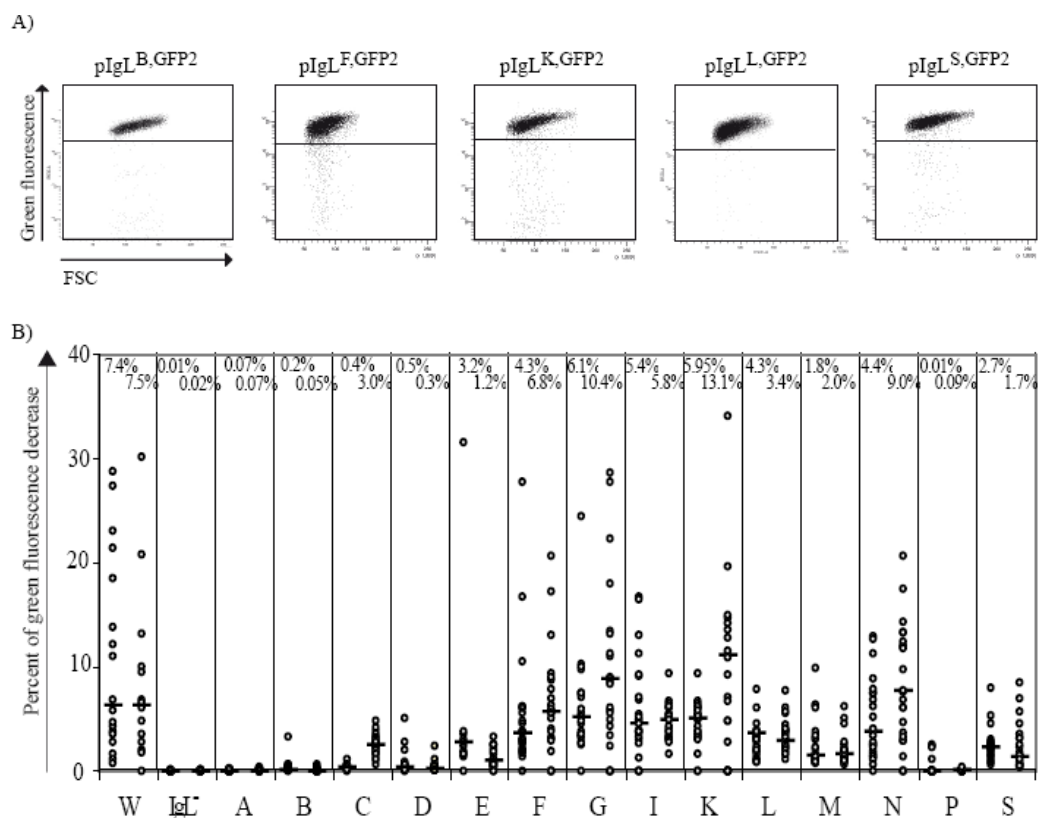 A)
pIgL^B,GFP2 pIgL^F,GFP2 pIgL^K,GFP2 pIgL^L,GFP2 pIgL^S,GFP2
Green fluorescence
FSC
B)
Percent of green fluorescence decrease
40
30
20
10
0
7.4% 0.01% 0.07% 0.2% 0.4% 0.5% 3.2% 4.3% 6.1% 5.4% 5.95% 4.3% 1.8% 4.4% 0.01% 2.7%
7.5% 0.02% 0.07% 0.05% 3.0% 0.3% 1.2% 6.8% 10.4% 5.8% 13.1% 3.4% 2.0% 9.0% 0.09% 1.7%
W IgL- A B C D E F G I K L M N P S